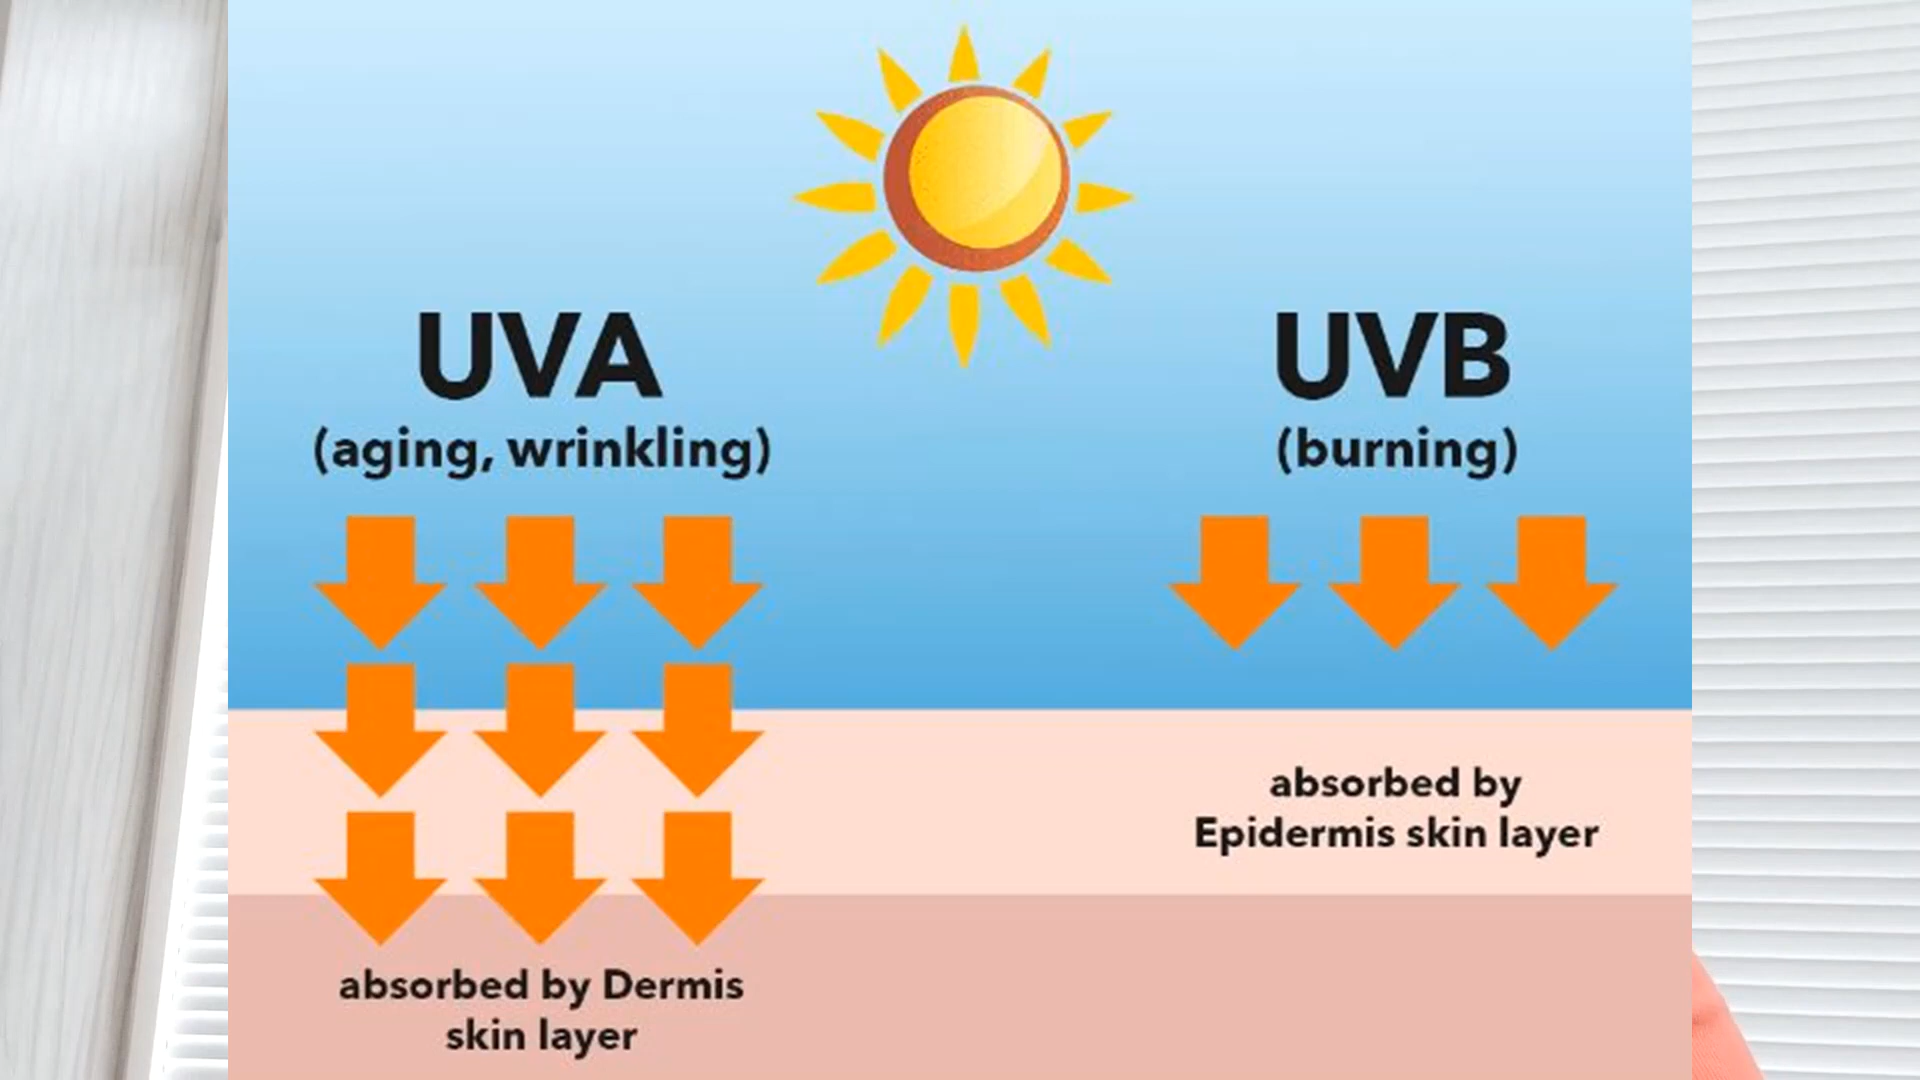 UVA
(aging, wrinkling)
absorbed by Dermis
skin layer
UVB
(burning)
absorbed by
Epidermis skin layer